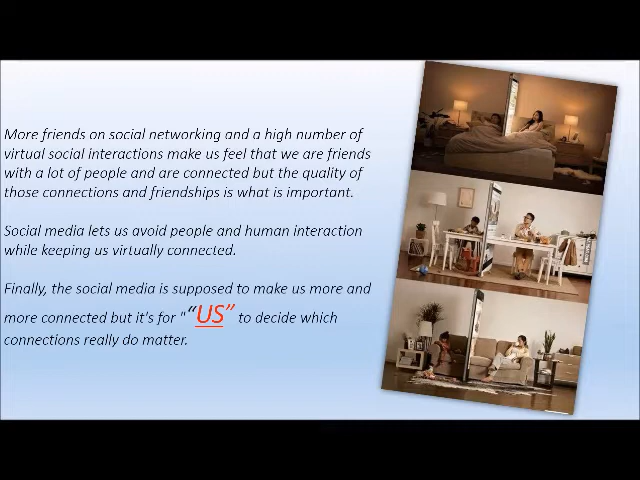 More friends on social networking and a high number of
virtual social interactions make us feel that we are friends
with a lot of people and are connected but the quality of
those connections and friendships is what is important.
Social media lets us avoid people and human interaction
while keeping us virtually connected.
Finally, the social media is supposed to make us more and
more connected but it's for "“US” to decide which
connections really do matter.